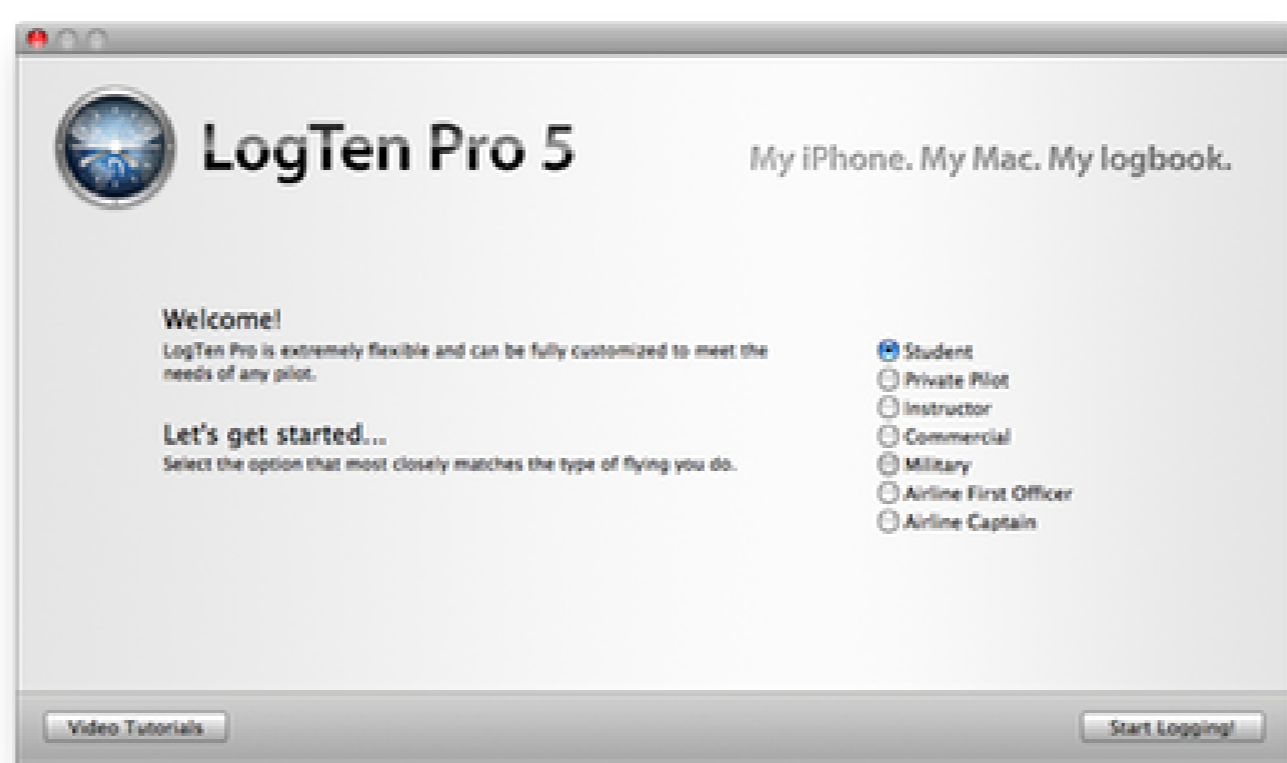 LogTen Pro 5
My iPhone. My Mac. My logbook.
Welcome!
LogTen Pro is extremely flexible and can be fully customized to meet the
needs of any pilot.
Let's get started...
Select the option that most closely matches the type of flying you do.
Student
Private Pilot
Instructor
Commercial
Military
Airline First Officer
Airline Captain
Video Tutorials
Start Logging!